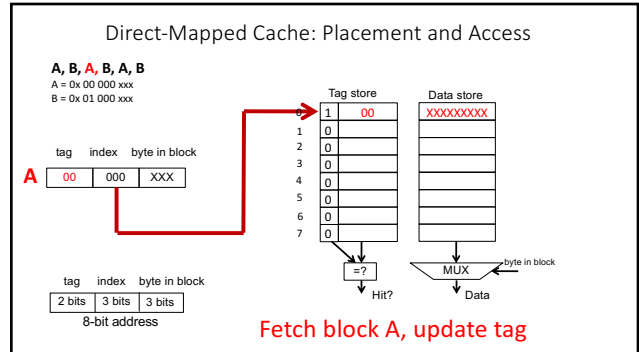 Direct-Mapped Cache: Placement and Access
A, B, A, B, A, B
A = 0x 00 000 xxx
B = 0x 01 000 xxx
Tag store Data store
0 1 00 XXXXXXXXX
1 0
2 0
3 0
4 0
5 0
6 0
7 0
tag index byte in block
A 00 000 XXX
=? MUX byte in block
Hit? Data
tag index byte in block
2 bits 3 bits 3 bits
8-bit address
Fetch block A, update tag